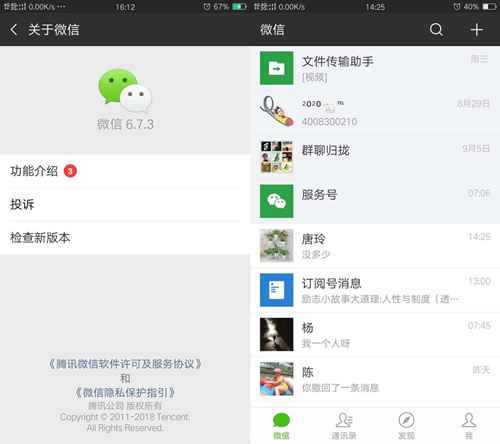 0.00K/s
16:12
67%
关于微信
微信 6.7.3
功能介绍 3
投诉
检查新版本
《腾讯微信软件许可及服务协议》
和
《微信隐私保护指引》
腾讯公司 版权所有
Copyright © 2011-2018 Tencent.
All Rights Reserved.
0.00K/s
14:25
40%
微信
文件传输助手
周三
[视频]
8月29日
4008300210
群聊归拢
9月5日
服务号
07:06
唐玲
14:25
没多少
订阅号消息
13:00
励志小故事大道理:人性与制度〔透…
杨
07:45
我一个人呀
陈
昨天
你撤回了一条消息
微信
通讯录
发现
我